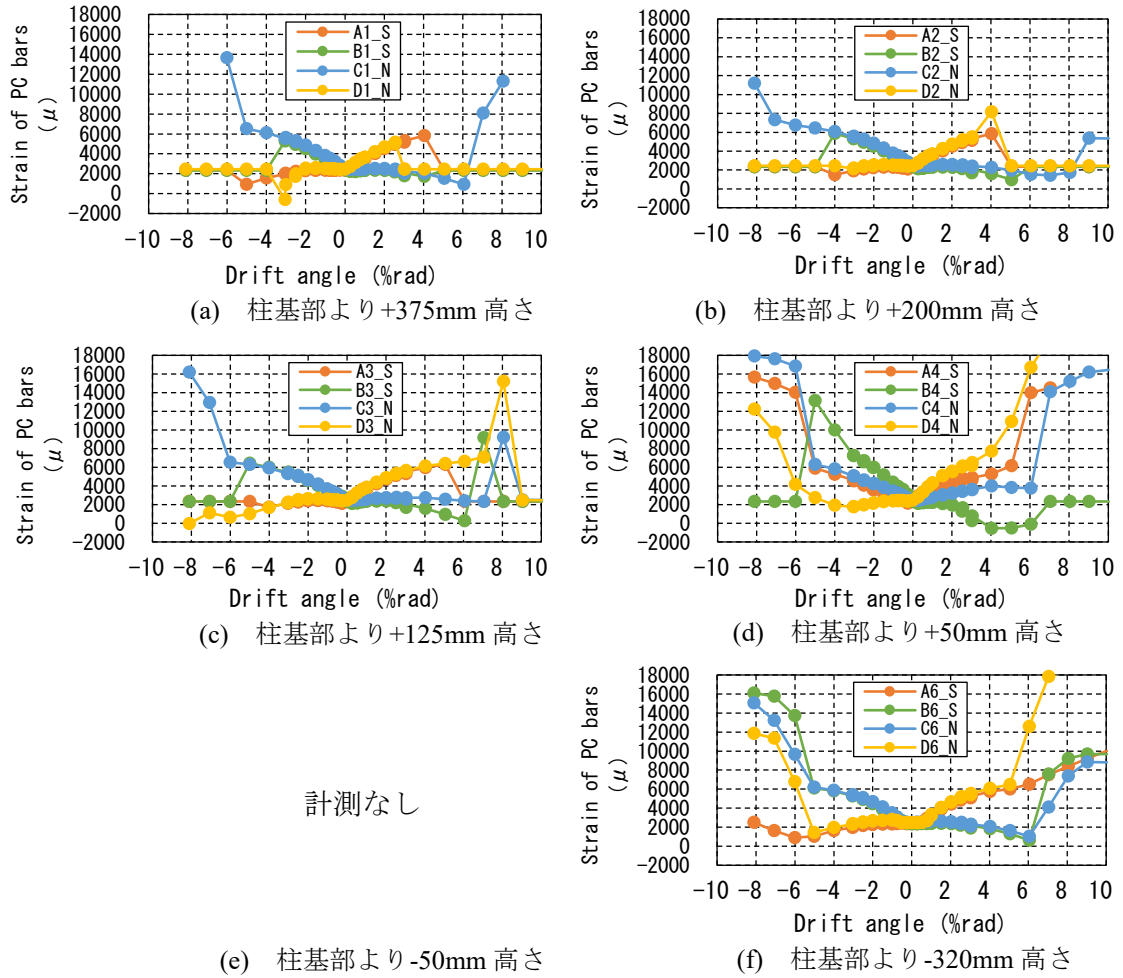 Strain of PC bars
(μ)
18000
16000
14000
12000
10000
8000
6000
4000
2000
0
-2000
A1_S
B1_S
C1_N
D1_N
-10 -8 -6 -4 -2 0 2 4 6 8 10
Drift angle (%rad)
(a) 柱基部より+375mm 高さ
Strain of PC bars
(μ)
18000
16000
14000
12000
10000
8000
6000
4000
2000
0
-2000
A2_S
B2_S
C2_N
D2_N
-10 -8 -6 -4 -2 0 2 4 6 8 10
Drift angle (%rad)
(b) 柱基部より+200mm 高さ
Strain of PC bars
(μ)
18000
16000
14000
12000
10000
8000
6000
4000
2000
0
-2000
A3_S
B3_S
C3_N
D3_N
-10 -8 -6 -4 -2 0 2 4 6 8 10
Drift angle (%rad)
(c) 柱基部より+125mm 高さ
Strain of PC bars
(μ)
18000
16000
14000
12000
10000
8000
6000
4000
2000
0
-2000
A4_S
B4_S
C4_N
D4_N
-10 -8 -6 -4 -2 0 2 4 6 8 10
Drift angle (%rad)
(d) 柱基部より+50mm 高さ
計測なし
(e) 柱基部より-50mm 高さ
Strain of PC bars
(μ)
18000
16000
14000
12000
10000
8000
6000
4000
2000
0
-2000
A6_S
B6_S
C6_N
D6_N
-10 -8 -6 -4 -2 0 2 4 6 8 10
Drift angle (%rad)
(f) 柱基部より-320mm 高さ